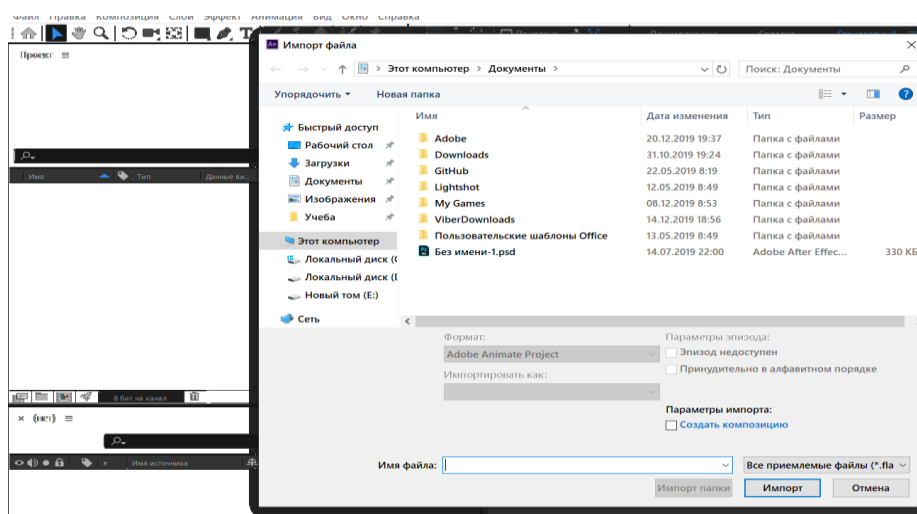 Файл Правка Композиция Слой Эффект Анимация Вид Окно Справка
Проект
Имя Тип Данные ви...
8 бит на канал
(нет)
# Имя источника
Ae Импорт файла
Этот компьютер > Документы >
Поиск: Документы
Упорядочить Новая папка
Имя Дата изменения Тип Размер
Быстрый доступ
Рабочий стол
Загрузки
Документы
Изображения
Учеба
Этот компьютер
Локальный диск (C
Локальный диск (D
Новый том (E:)
Сеть
Adobe 20.12.2019 19:37 Папка с файлами
Downloads 31.10.2019 19:24 Папка с файлами
GitHub 22.05.2019 8:19 Папка с файлами
Lightshot 12.05.2019 8:49 Папка с файлами
My Games 08.12.2019 8:53 Папка с файлами
ViberDownloads 14.12.2019 18:56 Папка с файлами
Пользовательские шаблоны Office 13.05.2019 8:49 Папка с файлами
Без имени-1.psd 14.07.2019 22:00 Adobe After Effec... 330 КБ
Формат:
Adobe Animate Project
Импортировать как:
Параметры эпизода:
Эпизод недоступен
Принудительно в алфавитном порядке
Параметры импорта:
Создать композицию
Имя файла:
Все приемлемые файлы (*.fla
Импорт папки Импорт Отмена